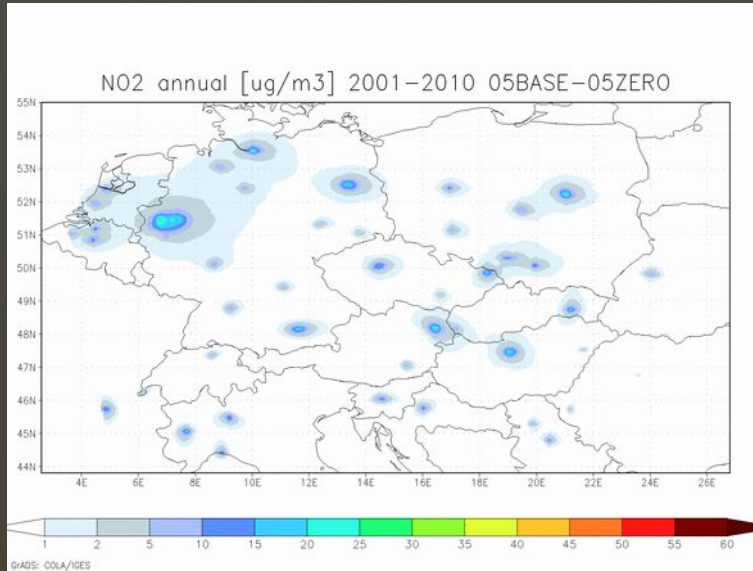 NO2 annual [ug/m3] 2001-2010 05BASE-05ZERO
55N
54N
53N
52N
51N
50N
49N
48N
47N
46N
45N
44N
4E 6E 8E 10E 12E 14E 16E 18E 20E 22E 24E 26E
1 2 5 10 15 20 25 30 35 40 45 50 55 60
GrADS: COLA/IGES